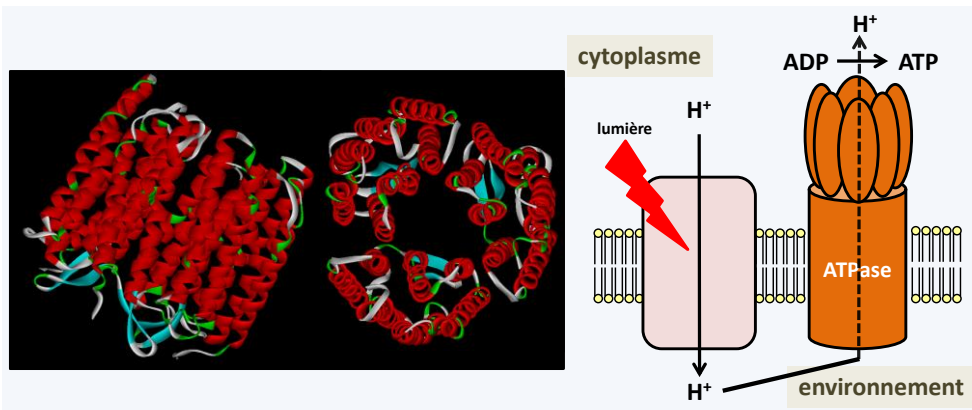 H⁺
cytoplasme
ADP
ATP
H⁺
lumière
ATPase
H⁺
environnement